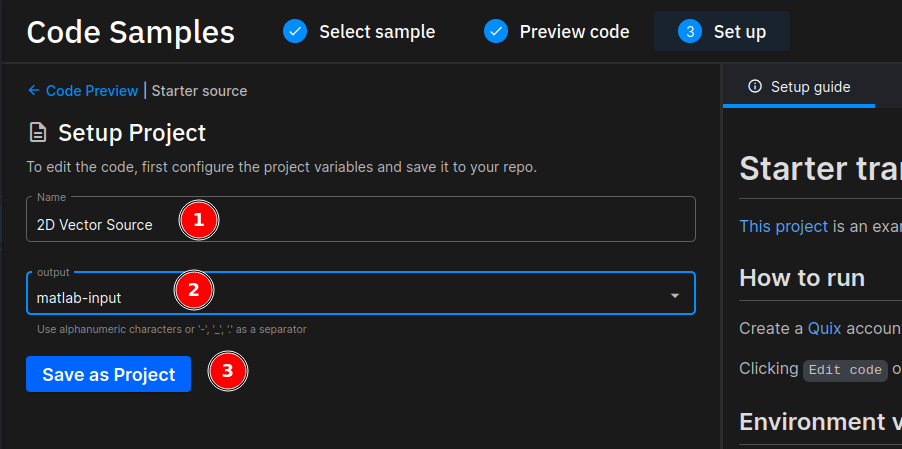 Code Samples
Select sample
Preview code
3 Set up
← Code Preview | Starter source
Setup Project
To edit the code, first configure the project variables and save it to your repo.
Name
2D Vector Source
1
output
matlab-input
2
Use alphanumeric characters or '-', '_', '.' as a separator
Save as Project
3
Setup guide
Starter
This project is an
How to run
Create a Quix
Clicking Edit code
Environment